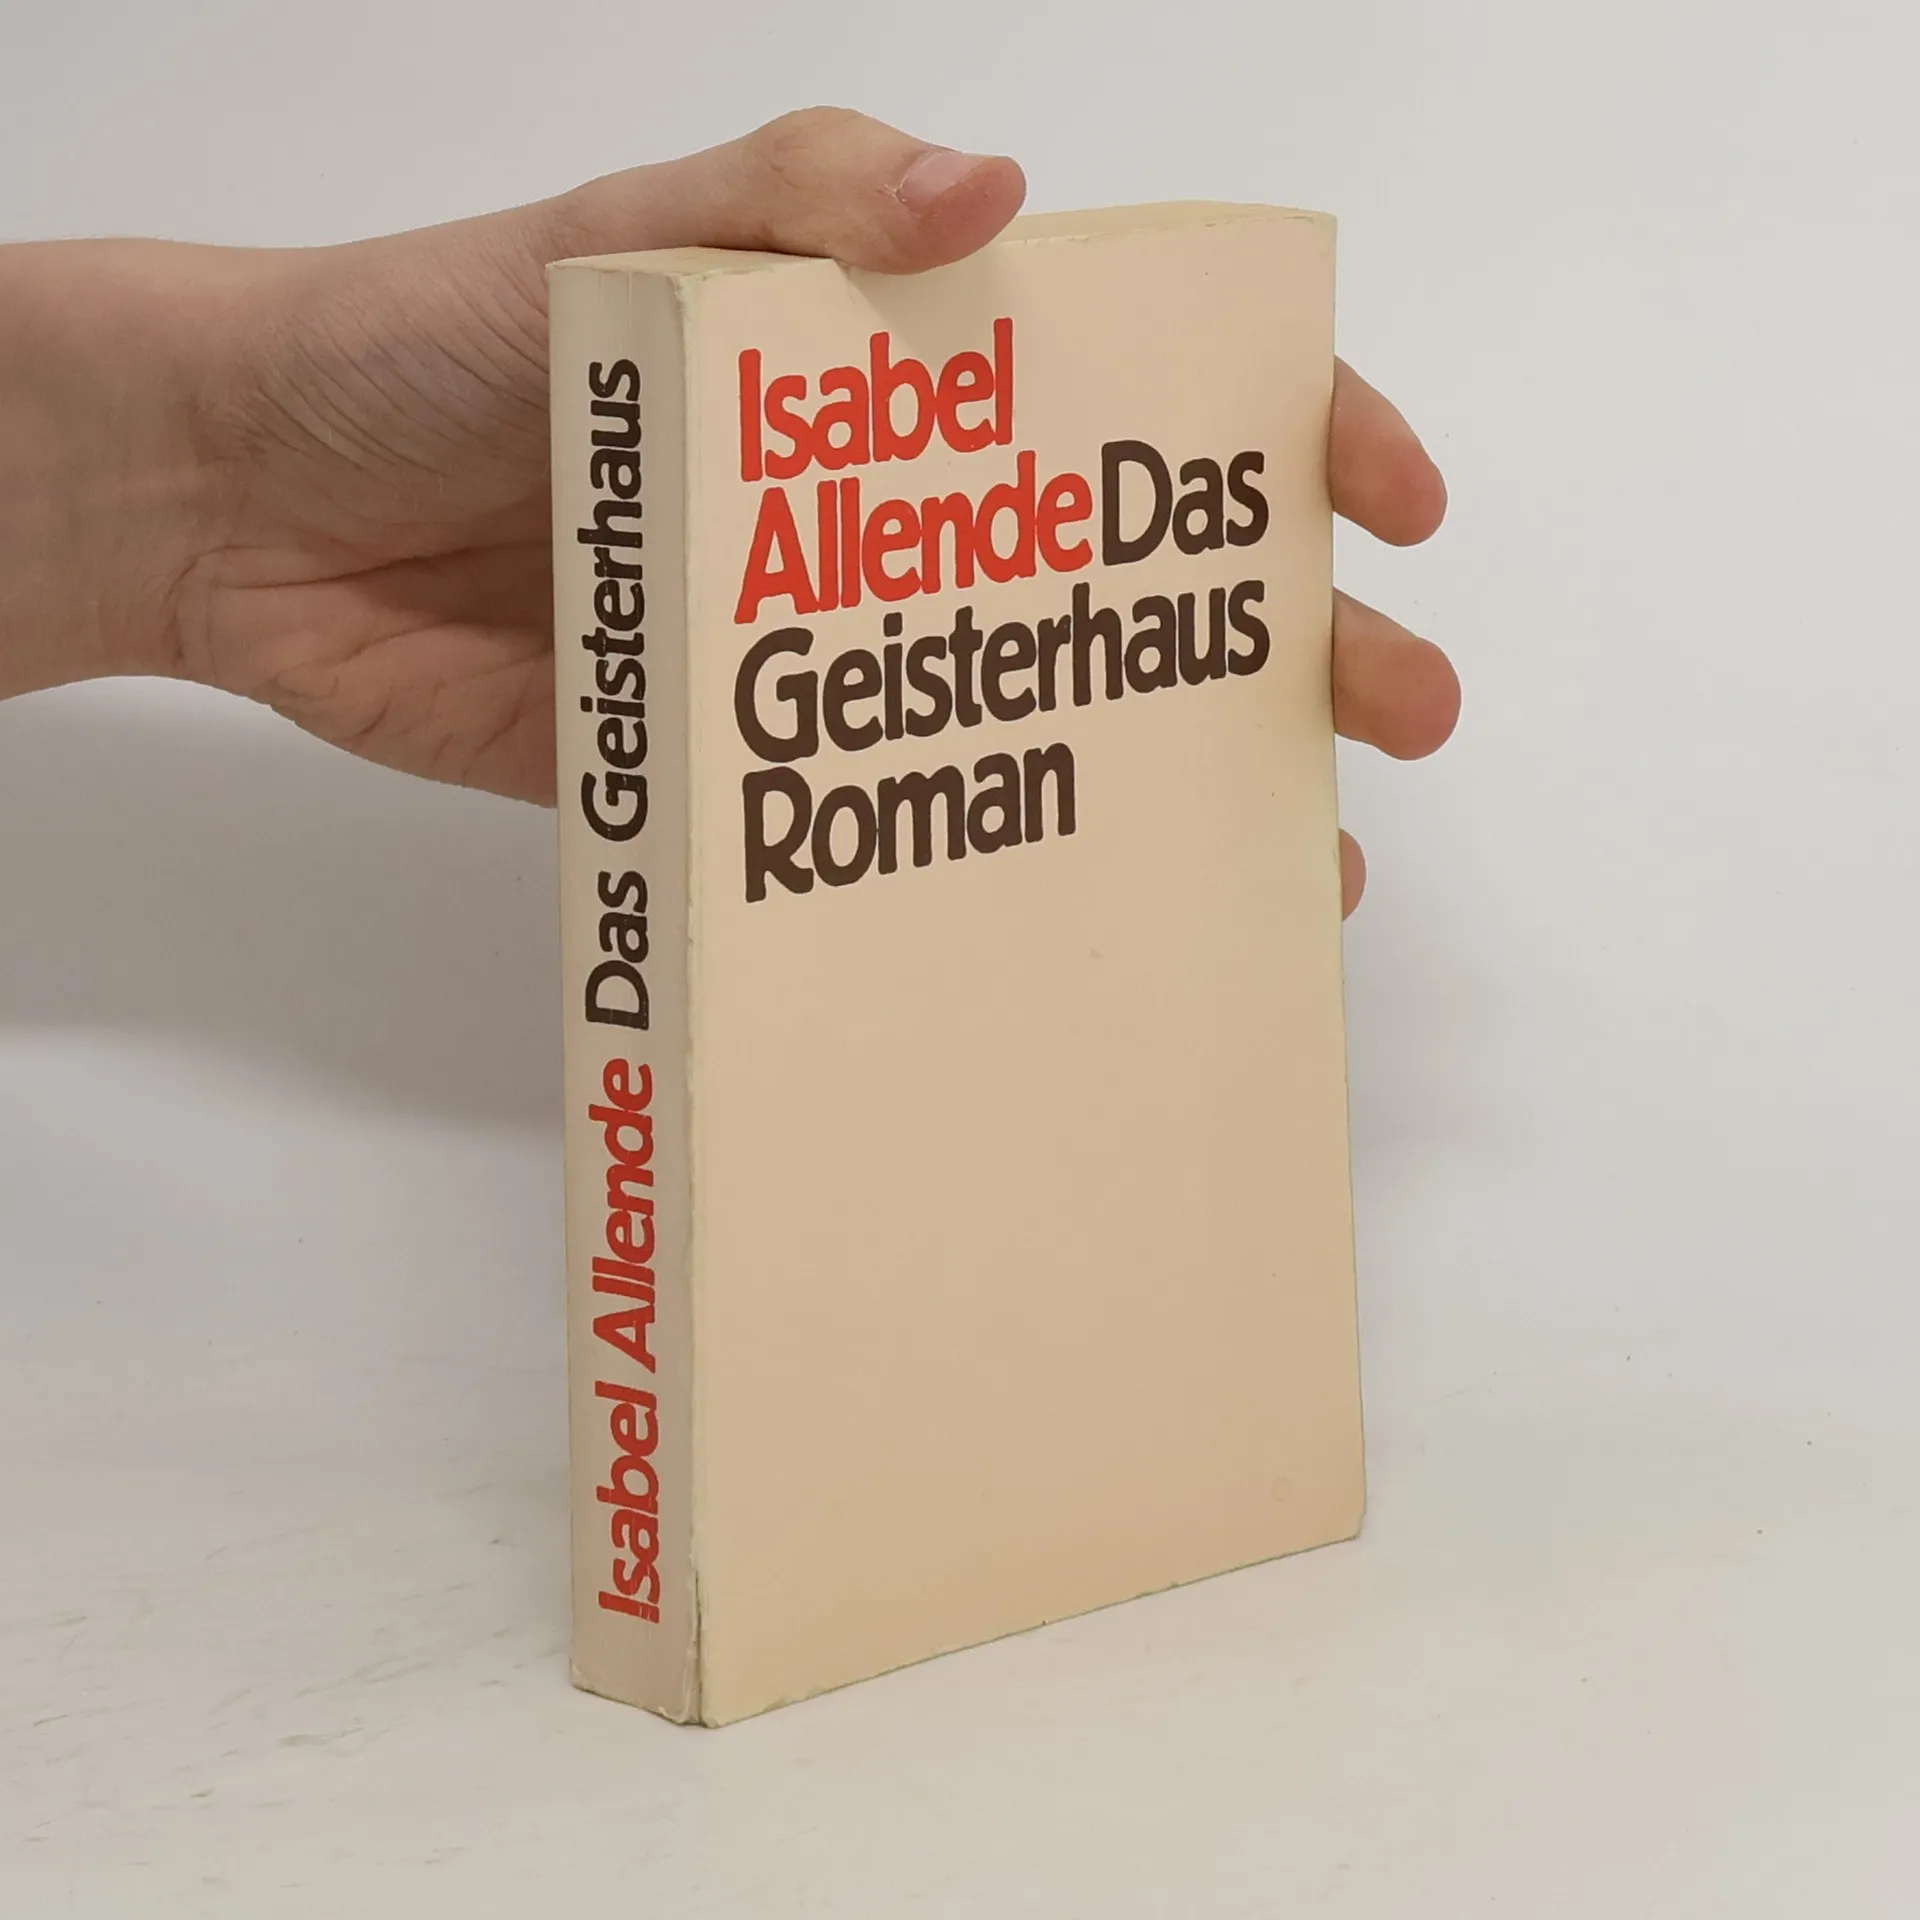 Isabel Allende Das Geisterhaus
Isabel
Allende Das
Geisterhaus
Roman